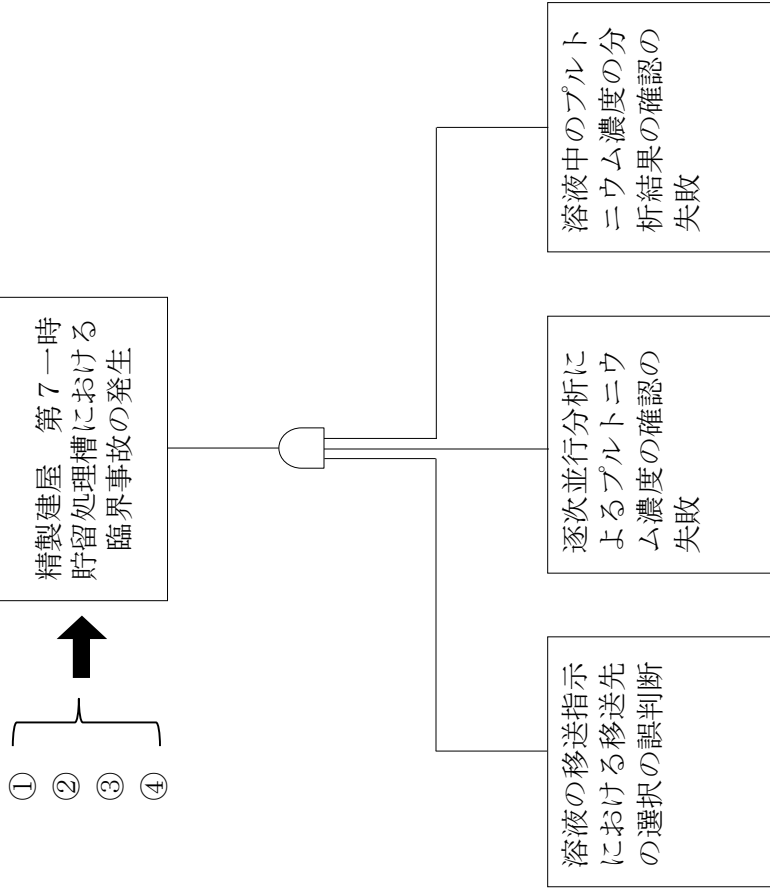 ①
②
③
④
精製建屋　第７一時
貯留処理槽における
臨界事故の発生
溶液の移送指示
における移送先
の選択の誤判断
逐次並行分析に
よるプルトニウ
ム濃度の確認の
失敗
溶液中のプルト
ニウム濃度の分
析結果の確認の
失敗